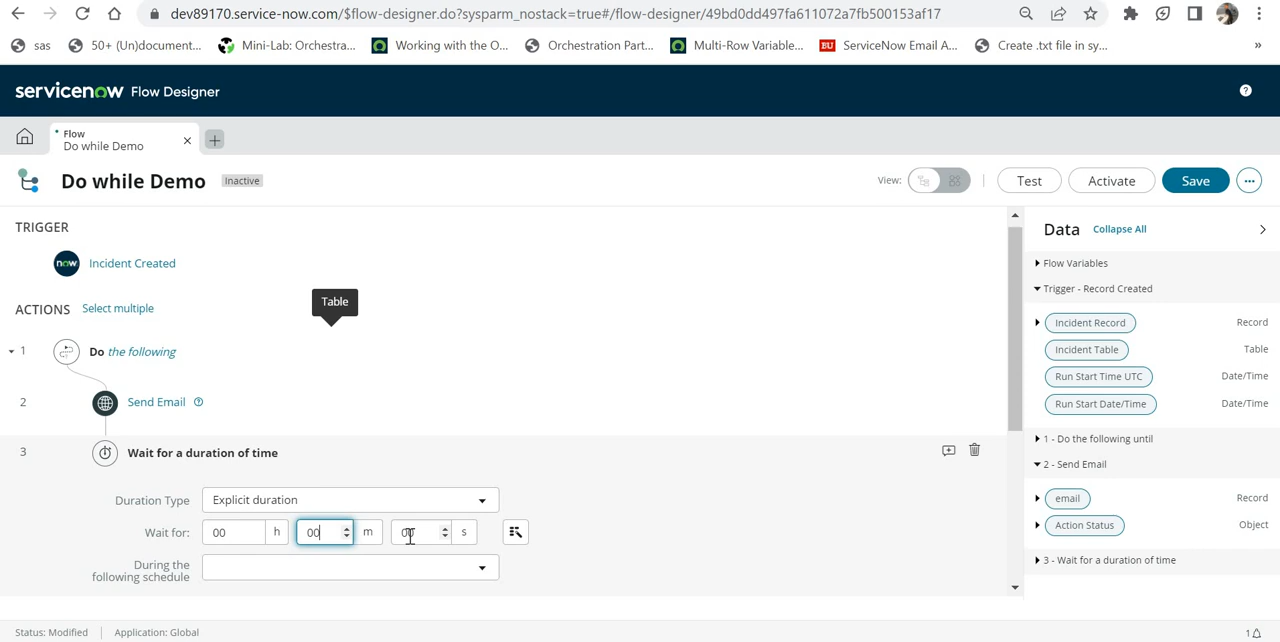 dev89170.service-now.com/$flow-designer.do?sysparm_nostack=true#/flow-designer/49bd0dd497fa611072a7fb500153af17
sas
50+ (Un)document...
Mini-Lab: Orchestra...
Working with the O...
Orchestration Part...
Multi-Row Variable...
BU
ServiceNow Email A...
Create .txt file in sy...
»
servicenow Flow Designer
?
Flow
Do while Demo
Do while Demo
Inactive
View:
Test
Activate
Save
TRIGGER
now
Incident Created
ACTIONS
Select multiple
Table
1
Do the following
2
Send Email
3
Wait for a duration of time
Duration Type
Explicit duration
Wait for:
00
h
00
m
00
s
During the
following schedule
Data
Collapse All
Flow Variables
Trigger - Record Created
Incident Record
Record
Incident Table
Table
Run Start Time UTC
Date/Time
Run Start Date/Time
Date/Time
1 - Do the following until
2 - Send Email
email
Record
Action Status
Object
3 - Wait for a duration of time
Status: Modified
Application: Global
1